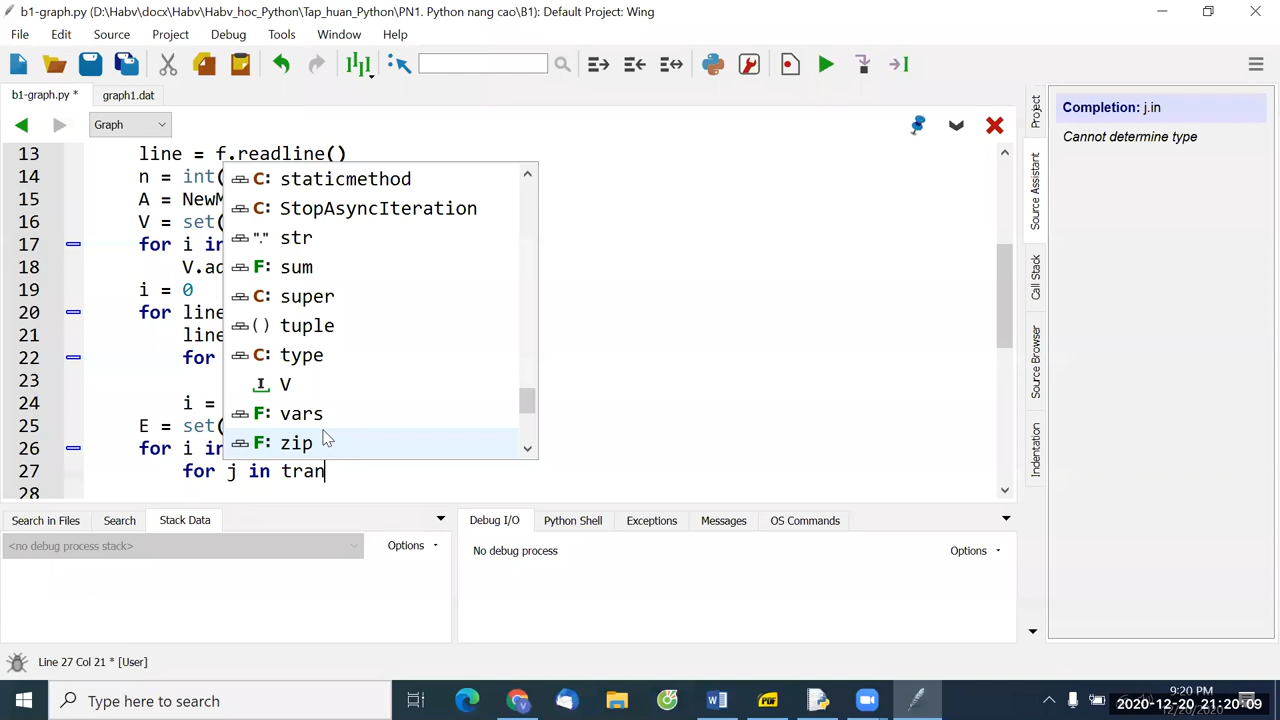 b1-graph.py (D:\Habv\docx\Habv\Habv_hoc_Python\Tap_huan_Python\PN1. Python nang cao\B1): Default Project: Wing
File Edit Source Project Debug Tools Window Help
b1-graph.py * graph1.dat
Graph
13 line = f.readline()
14 n = int(
15 A = NewM
16 V = set(
17 for i in
18 V.ad
19 i = 0
20 for line
21 line
22 for
23
24 i =
25 E = set(
26 for i in
27 for j in tran
28
C: staticmethod
C: StopAsyncIteration
"." str
F: sum
C: super
() tuple
C: type
I V
F: vars
F: zip
Project
Source Assistant
Call Stack
Source Browser
Indentation
Completion: j.in
Cannot determine type
Search in Files Search Stack Data
<no debug process stack> Options
Debug I/O Python Shell Exceptions Messages OS Commands
No debug process Options
Line 27 Col 21 * [User]
Type here to search
9:20 PM
12/20/2020
2020-12-20 21:20:09